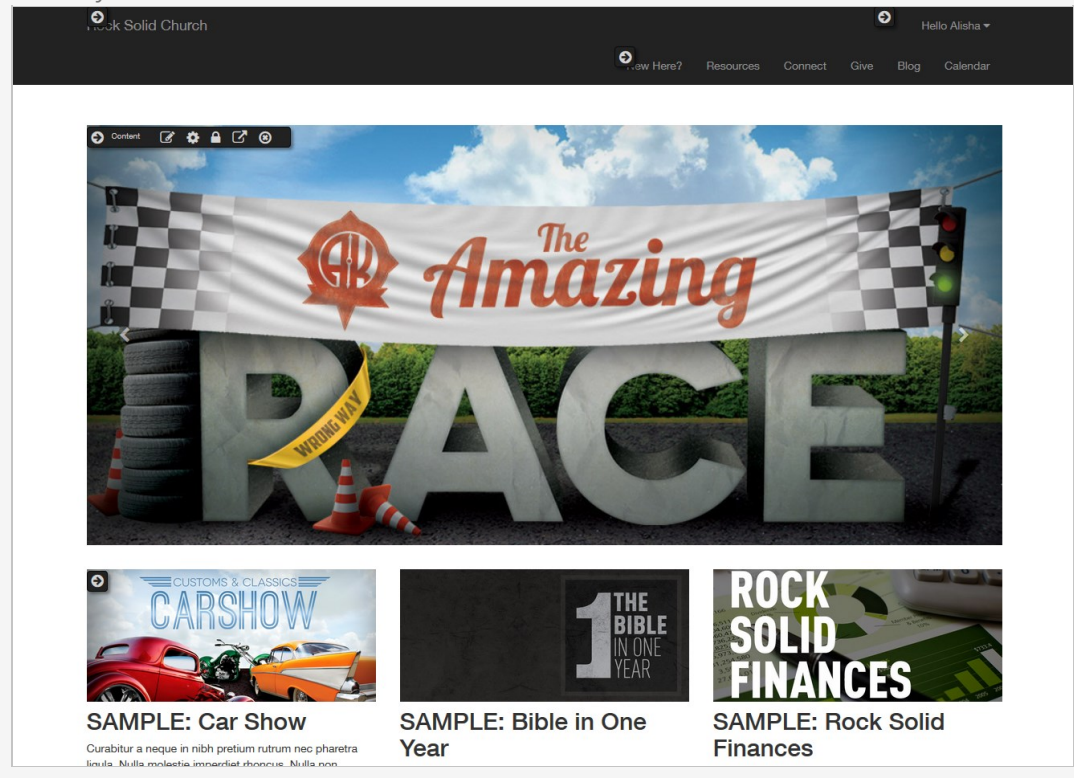 Rock Solid Church
Hello Alisha
New Here? Resources Connect Give Blog Calendar
Content
The
Amazing
RACE
WRONG WAY
CUSTOMS & CLASSICS
CARSHOW
1 THE
BIBLE
IN ONE
YEAR
ROCK
SOLID
FINANCES
SAMPLE: Car Show
SAMPLE: Bible in One
Year
SAMPLE: Rock Solid
Finances
Curabitur a neque in nibh pretium rutrum nec pharetra
ligula. Nulla molestie imperdiet rhoncus. Nulla non